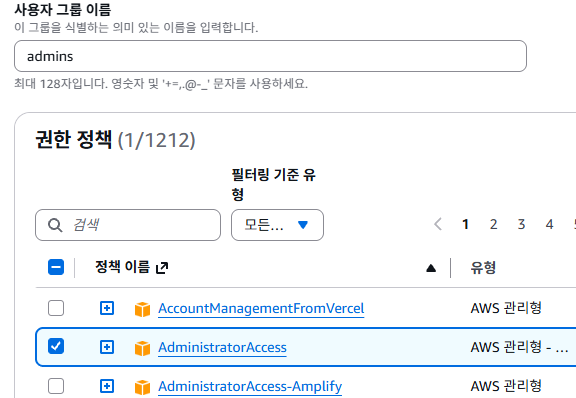 사용자 그룹 이름
이 그룹을 식별하는 의미 있는 이름을 입력합니다.
admins
최대 128자입니다. 영숫자 및 '+=,.@-_' 문자를 사용하세요.
권한 정책 (1/1212)
필터링 기준 유
형
검색
모든...
1 2 3 4
정책 이름
유형
AccountManagementFromVercel
AWS 관리형
AdministratorAccess
AWS 관리형 - ...
AdministratorAccess-Amplify
AWS 관리형